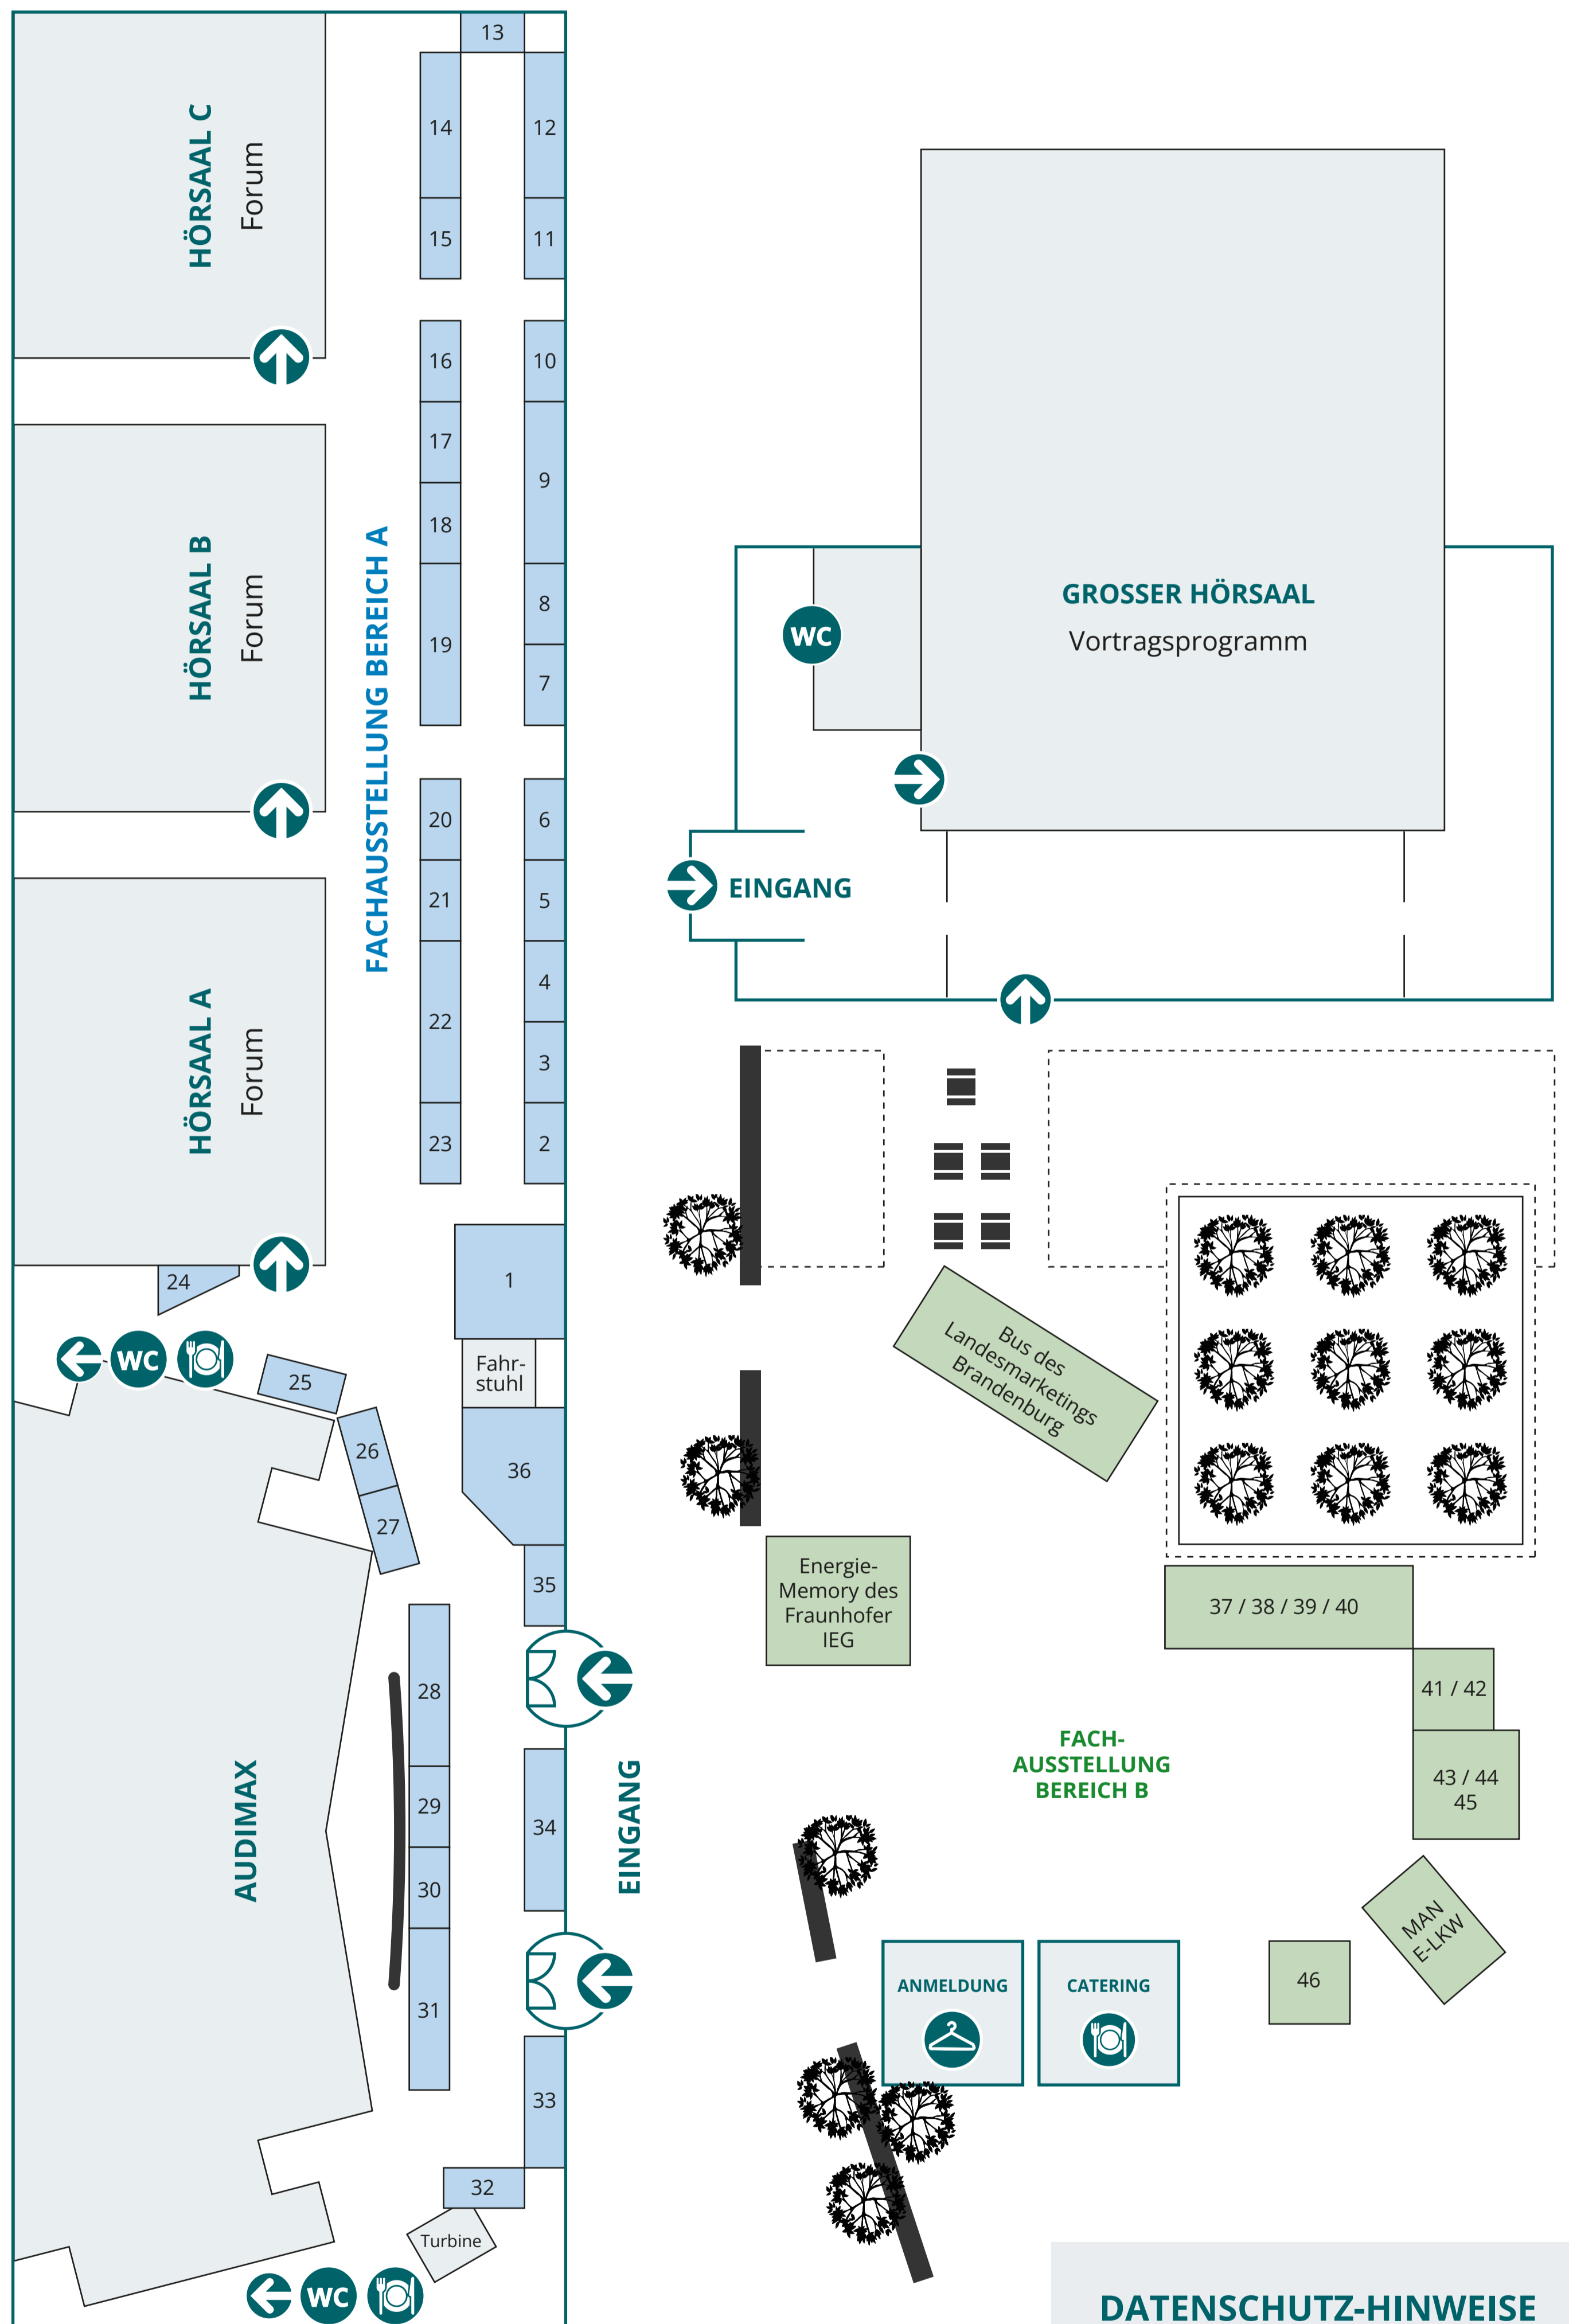 13
14
12
15
11
HÖRSAAL C
Forum
16
10
17
9
18
8
19
7
HÖRSAAL B
Forum
FACHAUSSTELLUNG BEREICH A
20
6
21
5
22
4
3
23
2
HÖRSAAL A
Forum
24
1
WC
Fahr-
stuhl
25
26
27
36
35
28
29
30
31
34
EINGANG
AUDIMAX
33
32
Turbine
WC
GROSSER HÖRSAAL
Vortragsprogramm
WC
EINGANG
Bus des
Landesmarketings
Brandenburg
Energie-
Memory des
Fraunhofer
IEG
37 / 38 / 39 / 40
41 / 42
43 / 44
45
FACH-
AUSSTELLUNG
BEREICH B
MAN
E-LKW
46
ANMELDUNG
CATERING
DATENSCHUTZ-HINWEISE